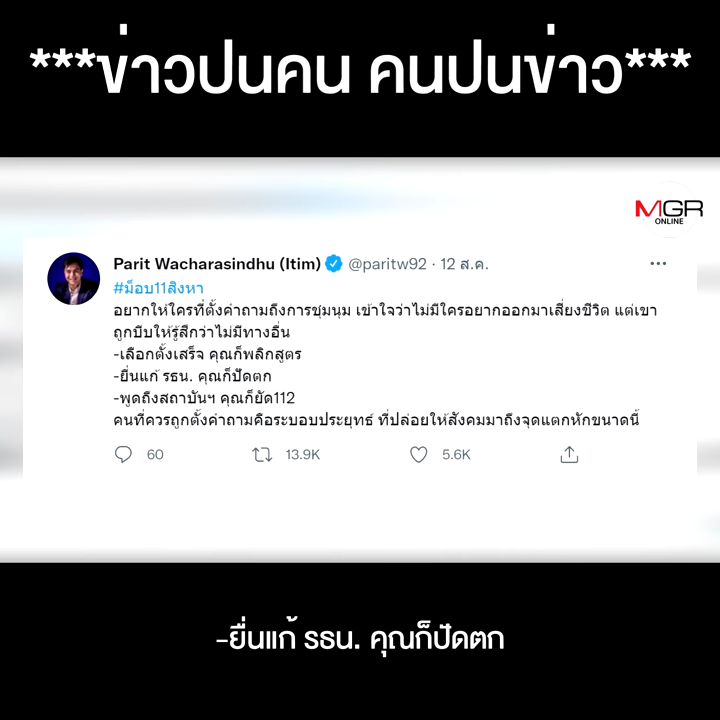 ***ข่าวปนคน คนปนข่าว***
MGR
ONLINE
Parit Wacharasindhu (Itim) @paritw92 · 12 ส.ค.
#ม็อบ11สิงหา
อยากให้ใครที่ตั้งคำถามถึงการชุมนุม เข้าใจว่าไม่มีใครอยากออกมาเสี่ยงชีวิต แต่เขา
ถูกบีบให้รู้สึกว่าไม่มีทางอื่น
-เลือกตั้งเสร็จ คุณก็พลิกสูตร
-ยื่นแก้ รธน. คุณก็ปัดตก
-พูดถึงสถาบันฯ คุณก็ยัด112
คนที่ควรถูกตั้งคำถามคือระบอบประยุทธ์ ที่ปล่อยให้สังคมมาถึงจุดแตกหักขนาดนี้
60 13.9K 5.6K
-ยื่นแก้ รธน. คุณก็ปัดตก